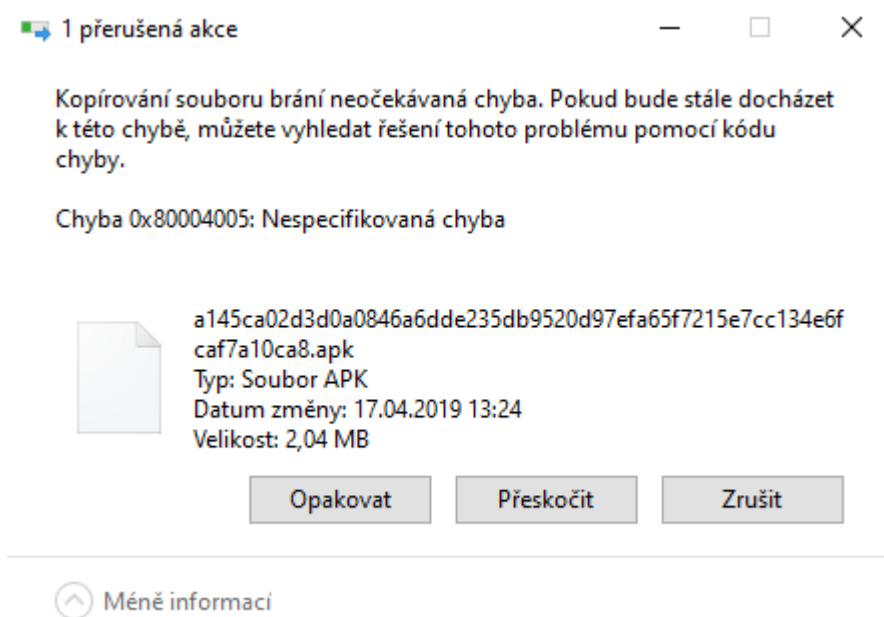 1 přerušená akce
Kopírování souboru brání neočekávaná chyba. Pokud bude stále docházet
k této chybě, můžete vyhledat řešení tohoto problému pomocí kódu
chyby.
Chyba 0x80004005: Nespecifikovaná chyba
a145ca02d3d0a0846a6dde235db9520d97efa65f7215e7cc134e6f
caf7a10ca8.apk
Typ: Soubor APK
Datum změny: 17.04.2019 13:24
Velikost: 2,04 MB
Opakovat
Přeskočit
Zrušit
Méně informací